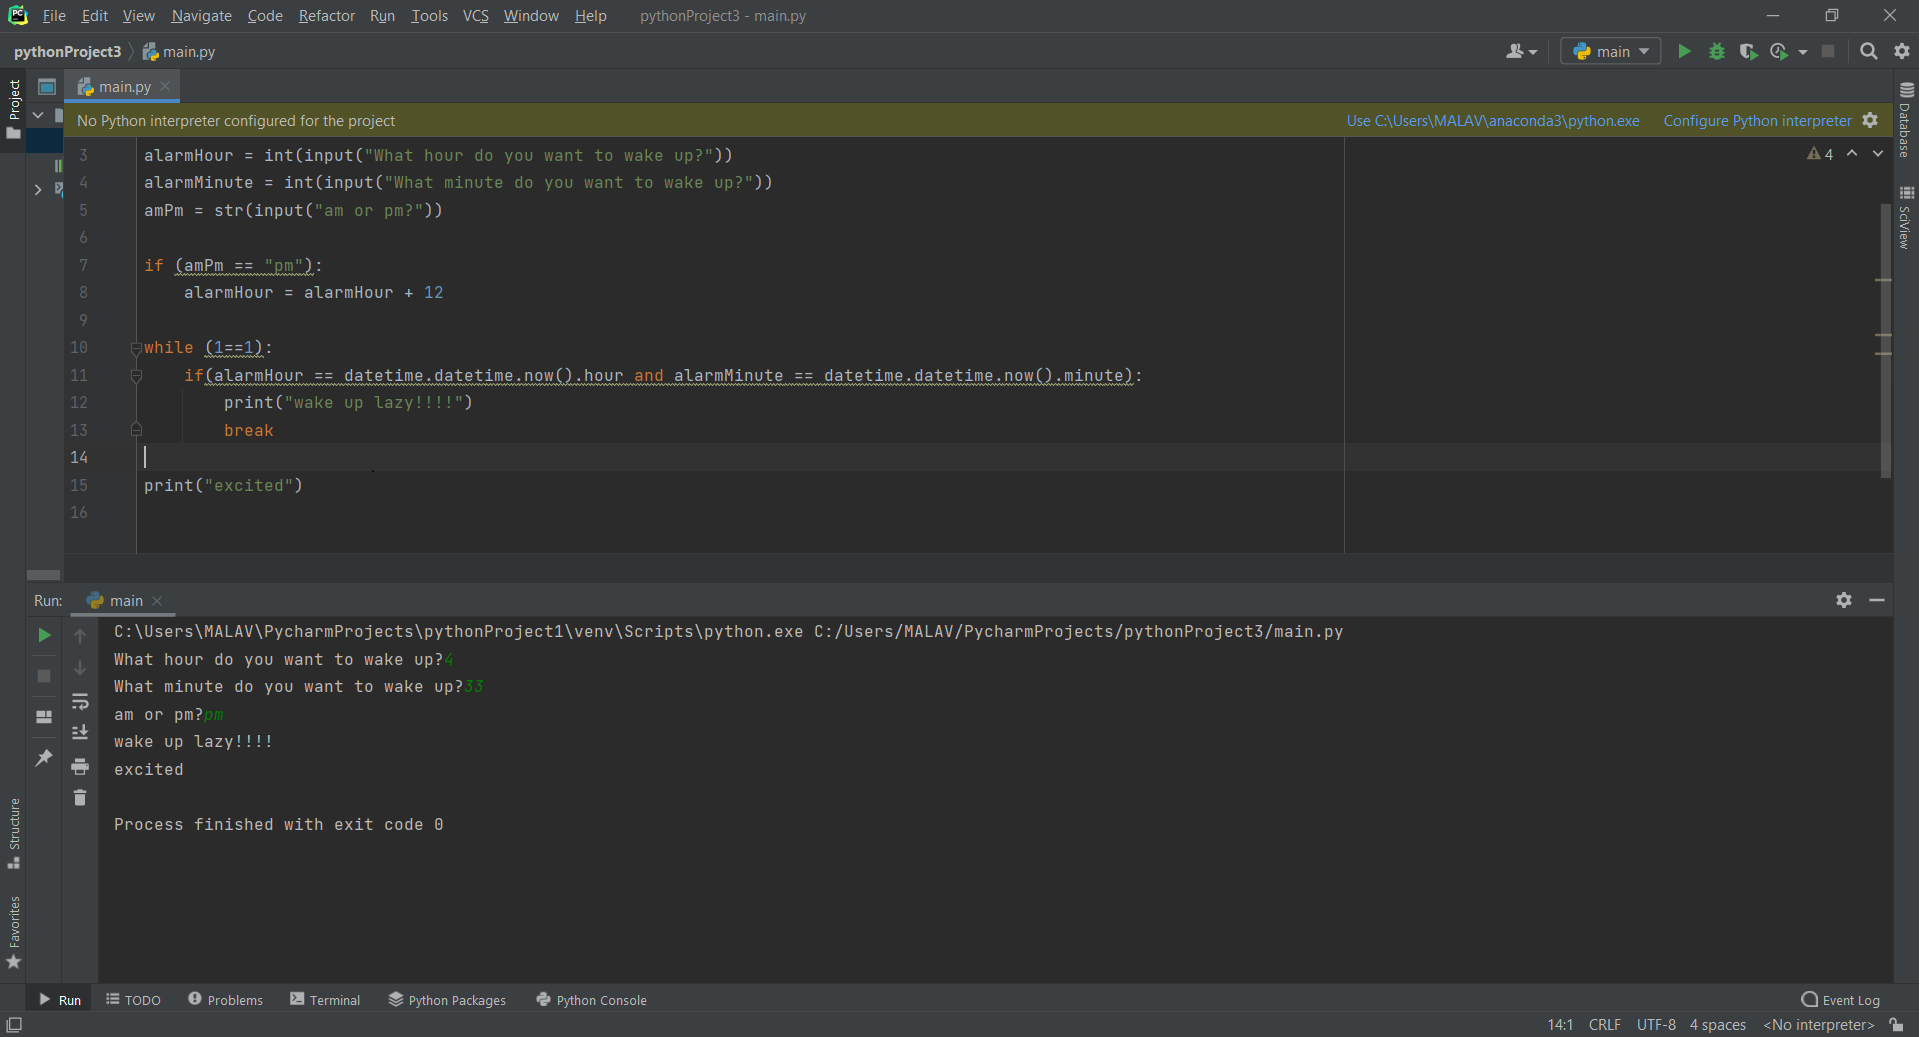 File Edit View Navigate Code Refactor Run Tools VCS Window Help pythonProject3 - main.py
pythonProject3 main.py main
Project
main.py
No Python interpreter configured for the project Use C:\Users\MALAV\anaconda3\python.exe Configure Python interpreter
Database
SciView
4
3 alarmHour = int(input("What hour do you want to wake up?"))
4 alarmMinute = int(input("What minute do you want to wake up?"))
5 amPm = str(input("am or pm?"))
6
7 if (amPm == "pm"):
8 alarmHour = alarmHour + 12
9
10 while (1==1):
11 if(alarmHour == datetime.datetime.now().hour and alarmMinute == datetime.datetime.now().minute):
12 print("wake up lazy!!!!")
13 break
14
15 print("excited")
16
Run: main
C:\Users\MALAV\PycharmProjects\pythonProject1\venv\Scripts\python.exe C:/Users/MALAV/PycharmProjects/pythonProject3/main.py
What hour do you want to wake up?4
What minute do you want to wake up?33
am or pm?pm
wake up lazy!!!!
excited
Process finished with exit code 0
Structure
Favorites
Run TODO Problems Terminal Python Packages Python Console Event Log
14:1 CRLF UTF-8 4 spaces <No interpreter>